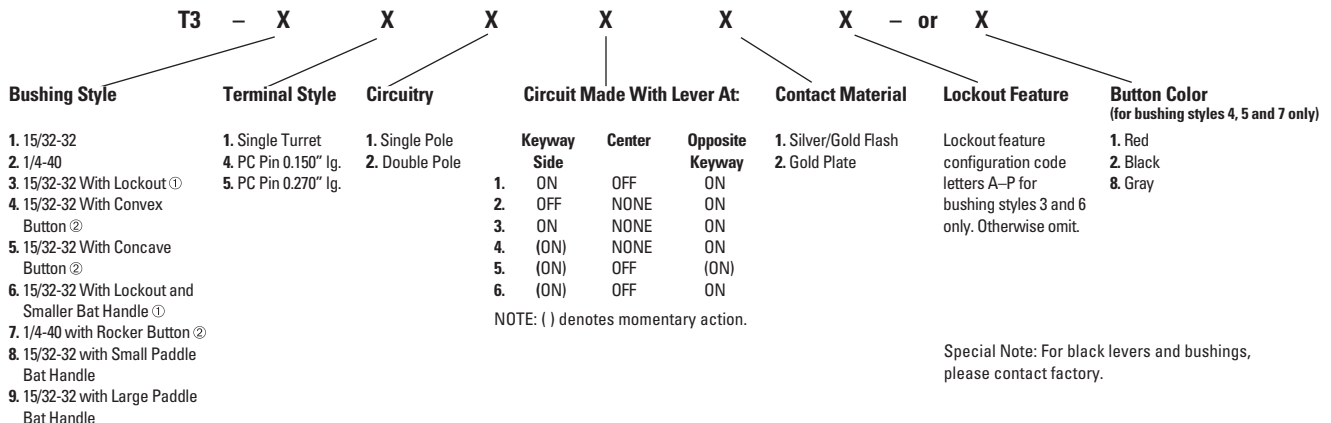 T3 – X X X X X X – or X
Bushing Style
1. 15/32-32
2. 1/4-40
3. 15/32-32 With Lockout ①
4. 15/32-32 With Convex
Button ②
5. 15/32-32 With Concave
Button ②
6. 15/32-32 With Lockout and
Smaller Bat Handle ①
7. 1/4-40 with Rocker Button ②
8. 15/32-32 with Small Paddle
Bat Handle
9. 15/32-32 with Large Paddle
Bat Handle
Terminal Style
1. Single Turret
4. PC Pin 0.150" lg.
5. PC Pin 0.270" lg.
Circuitry
1. Single Pole
2. Double Pole
Circuit Made With Lever At:
Keyway Center Opposite
Side Keyway
1. ON OFF ON
2. OFF NONE ON
3. ON NONE ON
4. (ON) NONE ON
5. (ON) OFF (ON)
6. (ON) OFF ON
NOTE: ( ) denotes momentary action.
Contact Material
1. Silver/Gold Flash
2. Gold Plate
Lockout Feature
Lockout feature
configuration code
letters A–P for
bushing styles 3 and 6
only. Otherwise omit.
Button Color
(for bushing styles 4, 5 and 7 only)
1. Red
2. Black
8. Gray
Special Note: For black levers and bushings,
please contact factory.